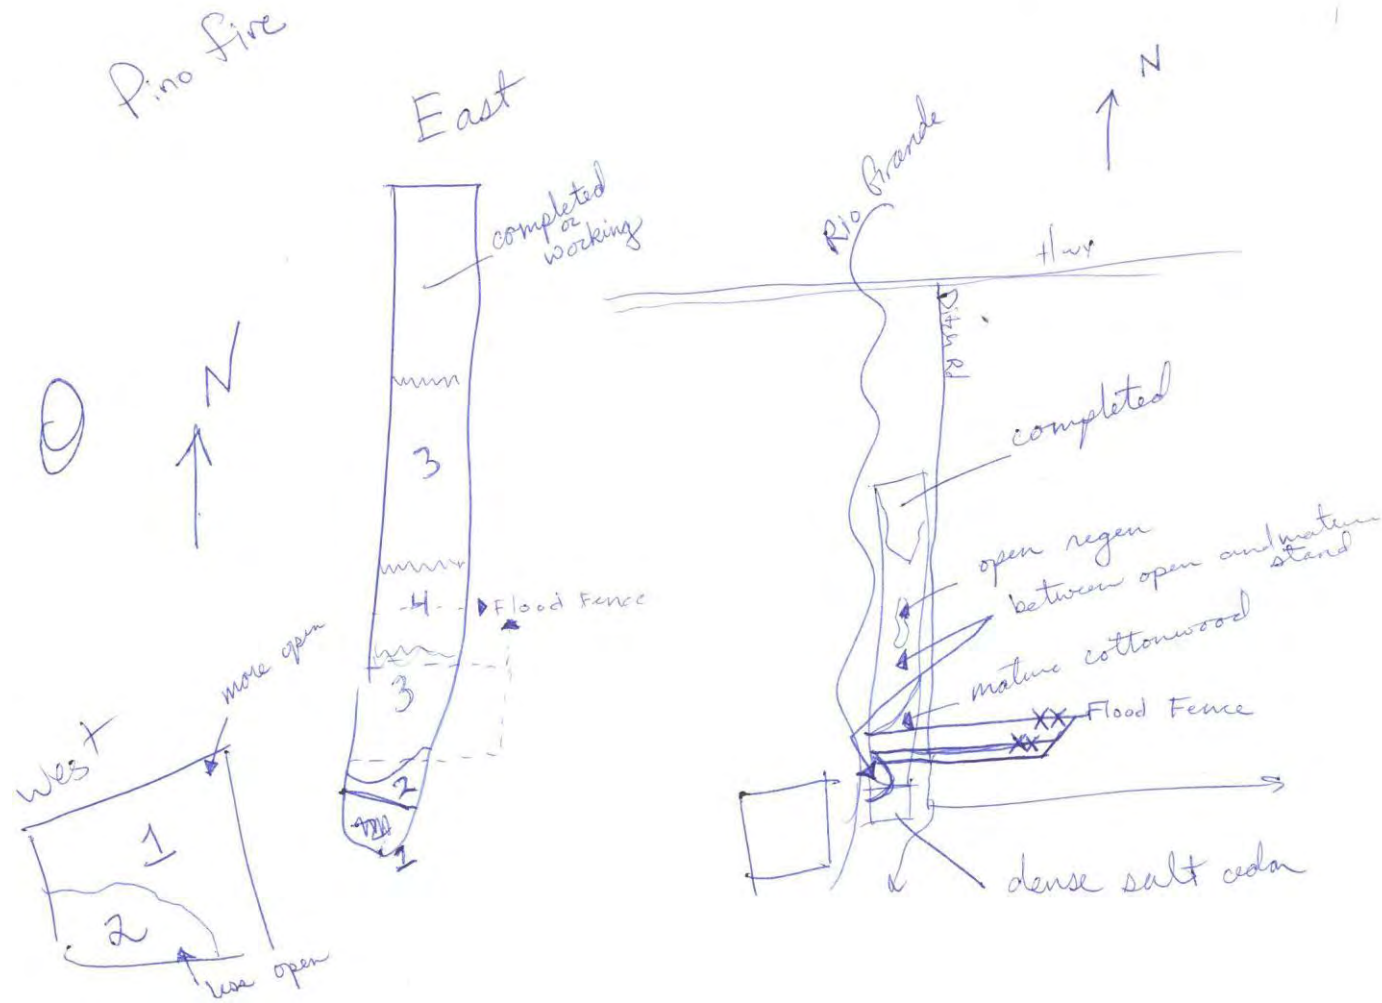 Pino fire
East
completed
or
working
N
3
4
Flood Fence
3
2
1
more open
West
1
2
less open
N
Rio Grande
Hwy
Ditch Rd
completed
open regen
between open and mature
stand
mature cottonwood
XX Flood Fence
XX
dense salt cedar